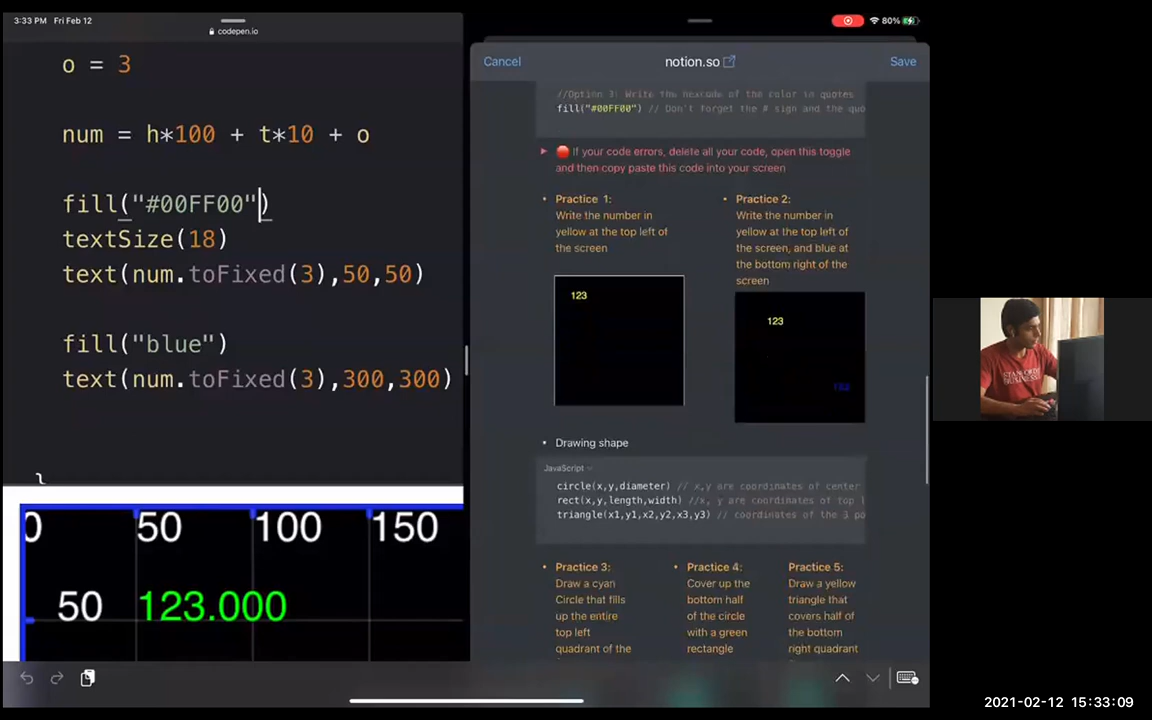 3:33 PM Fri Feb 12
codepen.io
80%
o = 3
num = h*100 + t*10 + o
fill("#00FF00")
textSize(18)
text(num.toFixed(3),50,50)
fill("blue")
text(num.toFixed(3),300,300)
}
0 50 100 150
50 123.000
Cancel
notion.so
Save
//Option 3: Write the hexcode of the color in quotes
fill("#00FF00") // Don't forget the # sign and the quo
If your code errors, delete all your code, open this toggle
and then copy paste this code into your screen
Practice 1:
Write the number in
yellow at the top left of
the screen
123
Practice 2:
Write the number in
yellow at the top left of
the screen, and blue at
the bottom right of the
screen
123
Drawing shape
JavaScript
circle(x,y,diameter) // x,y are coordinates of center
rect(x,y,length,width) //x, y are coordinates of top l
triangle(x1,y1,x2,y2,x3,y3) // coordinates of the 3 po
Practice 3:
Draw a cyan
Circle that fills
up the entire
top left
quadrant of the
Practice 4:
Cover up the
bottom half
of the circle
with a green
rectangle
Practice 5:
Draw a yellow
triangle that
covers half of
the bottom
right quadrant
STANFORD
BUSINESS
2021-02-12 15:33:09